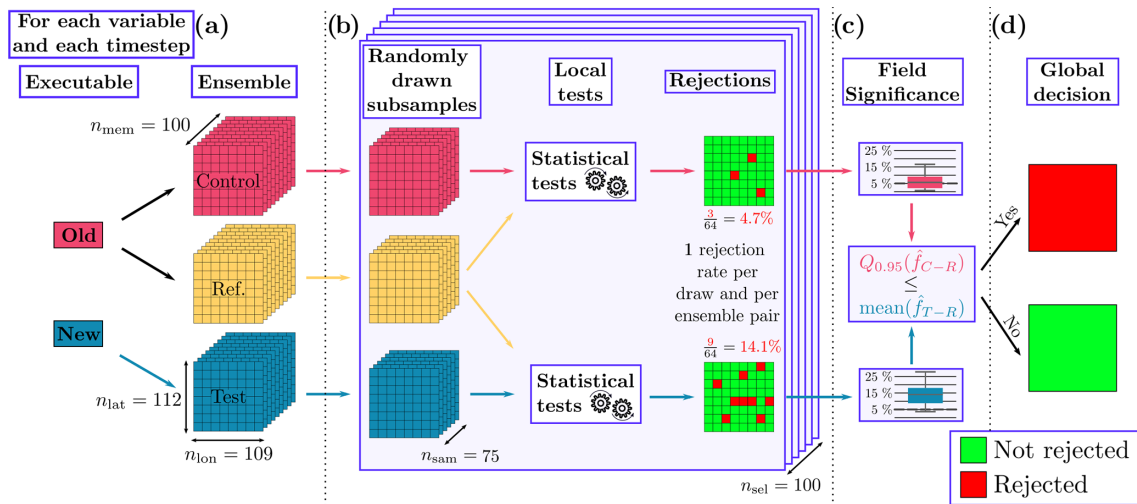 For each variable
and each timestep
(a)
Executable
Ensemble
n_mem = 100
Control
Old
Ref.
New
Test
n_lat = 112
n_lon = 109
(b)
Randomly
drawn
subsamples
Local
tests
Rejections
Statistical
tests
3/64 = 4.7%
1 rejection
rate per
draw and per
ensemble pair
9/64 = 14.1%
Statistical
tests
n_sam = 75
n_sel = 100
(c)
Field
Significance
25 %
15 %
5 %
Q_{0.95}(f̂_{C−R})
≤
mean(f̂_{T−R})
25 %
15 %
5 %
(d)
Global
decision
Yes
No
Not rejected
Rejected